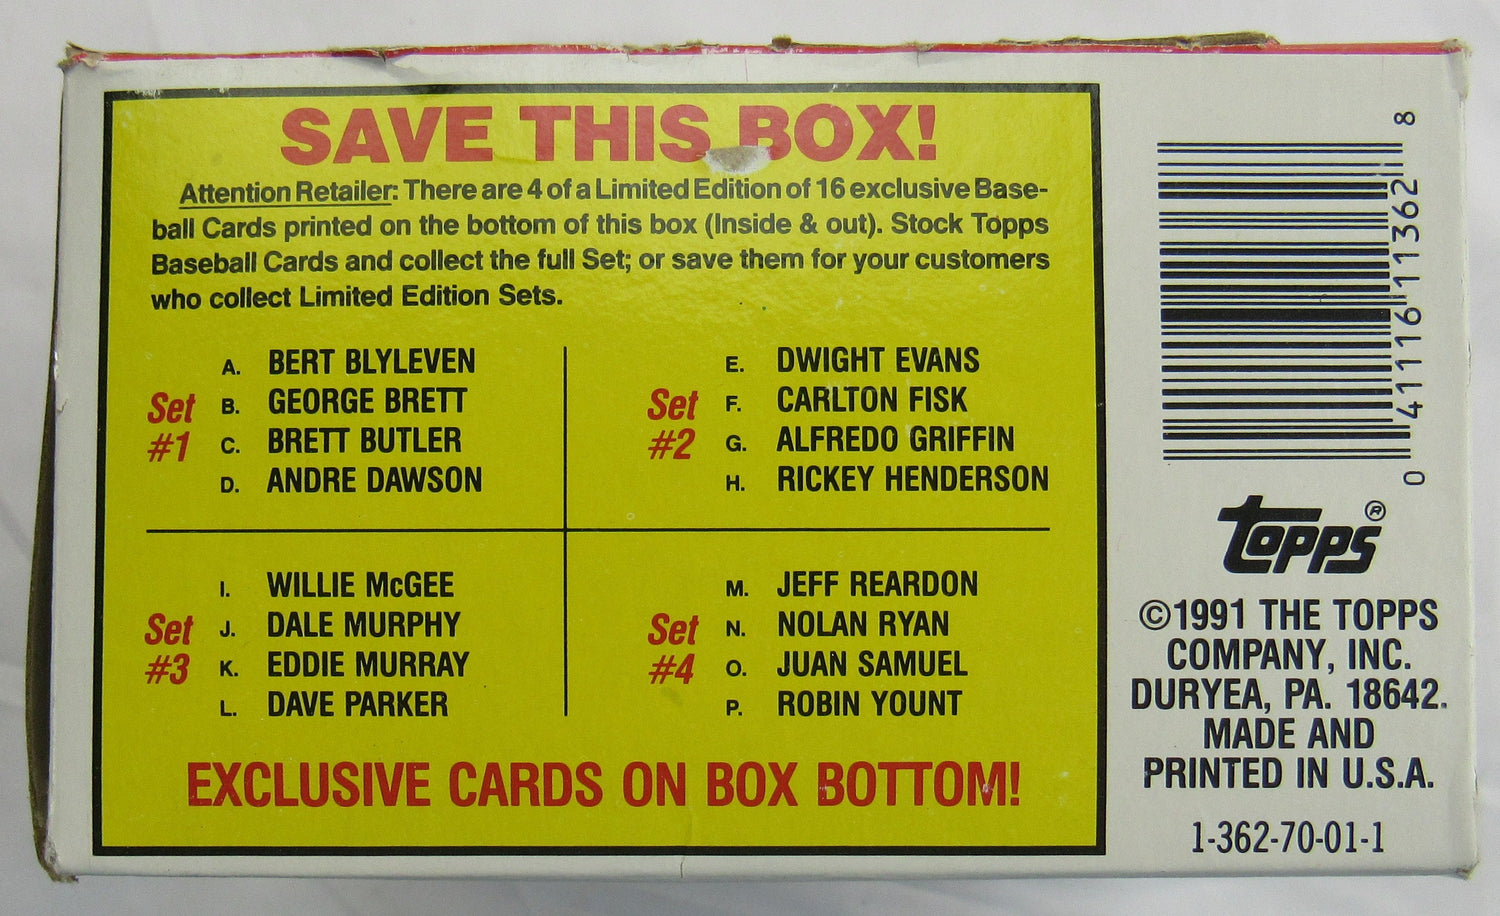 SAVE THIS BOX!
Attention Retailer: There are 4 of a Limited Edition of 16 exclusive Base-
ball Cards printed on the bottom of this box (Inside & out). Stock Topps
Baseball Cards and collect the full Set; or save them for your customers
who collect Limited Edition Sets.
Set #1
A. BERT BLYLEVEN
B. GEORGE BRETT
C. BRETT BUTLER
D. ANDRE DAWSON
Set #2
E. DWIGHT EVANS
F. CARLTON FISK
G. ALFREDO GRIFFIN
H. RICKEY HENDERSON
Set #3
I. WILLIE McGEE
J. DALE MURPHY
K. EDDIE MURRAY
L. DAVE PARKER
Set #4
M. JEFF REARDON
N. NOLAN RYAN
O. JUAN SAMUEL
P. ROBIN YOUNT
EXCLUSIVE CARDS ON BOX BOTTOM!
0 41116 11362 8
TOPPS®
©1991 THE TOPPS
COMPANY, INC.
DURYEA, PA. 18642.
MADE AND
PRINTED IN U.S.A.
1-362-70-01-1